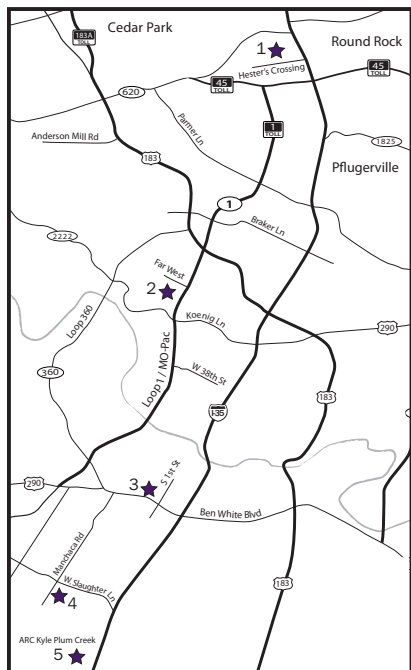 Cedar Park
183A
TOLL
1
Round Rock
Hester's Crossing
45
TOLL
45
TOLL
620
Parmer Ln
1
TOLL
Anderson Mill Rd
1825
183
Pflugerville
1
Braker Ln
2222
Far West
2
Loop 360
Koenig Ln
290
Loop 1 / MO-Pac
W 38th St
360
183
I-35
290
3
S 1st St
Ben White Blvd
Manchaca Rd
W. Slaughter Ln
183
4
ARC Kyle Plum Creek
5